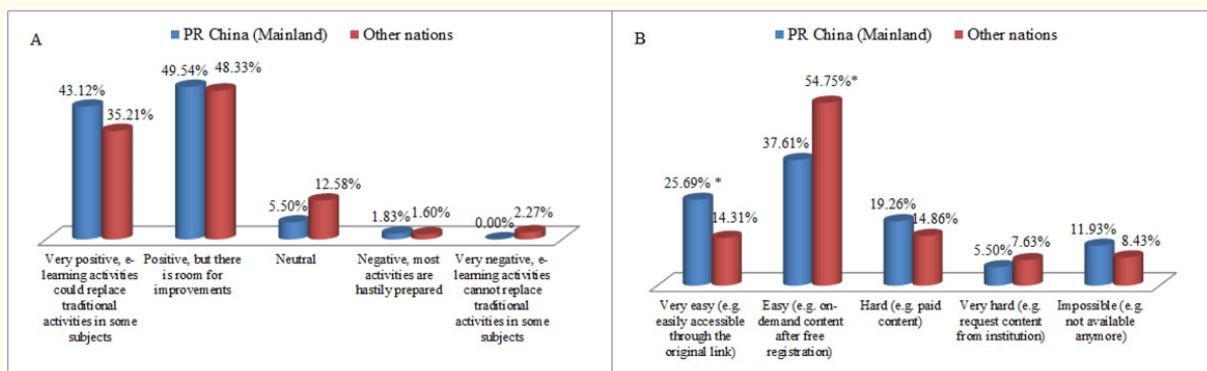 A
PR China (Mainland) Other nations
43.12%
35.21%
49.54%
48.33%
5.50%
12.58%
1.83%
1.60%
0.00%
2.27%
Very positive, e-
learning activities
could replace
traditional
activities in some
subjects
Positive, but there
is room for
improvements
Neutral
Negative, most
activities are
hastily prepared
Very negative, e-
learning activities
cannot replace
traditional
activities in some
subjects
B
PR China (Mainland) Other nations
25.69% *
14.31%
37.61%
54.75%*
19.26%
14.86%
5.50%
7.63%
11.93%
8.43%
Very easy (e.g.
easily accessible
through the
original link)
Easy (e.g. on-
demand content
after free
registration)
Hard (e.g. paid
content)
Very hard (e.g.
request content
from institution)
Impossible (e.g.
not available
anymore)